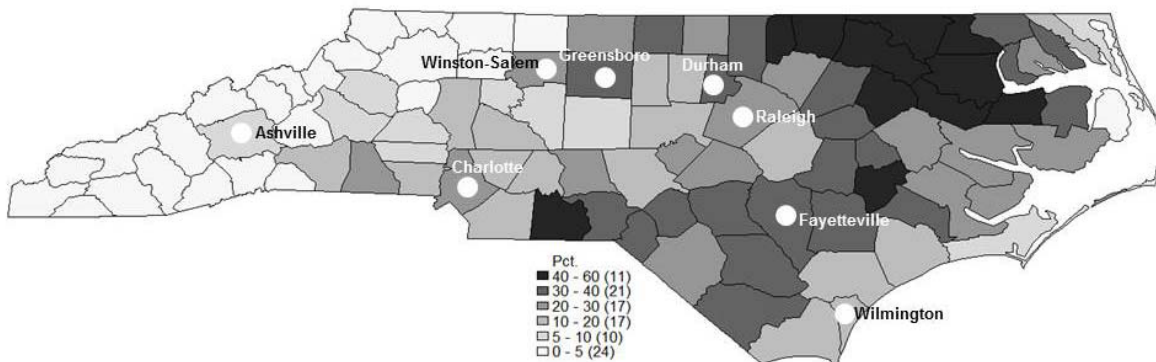 Greensboro
Winston-Salem
Durham
Raleigh
Ashville
Charlotte
Fayetteville
Wilmington
Pct.
40 - 60 (11)
30 - 40 (21)
20 - 30 (17)
10 - 20 (17)
5 - 10 (10)
0 - 5 (24)